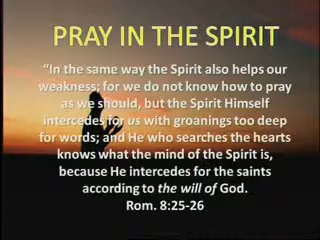 PRAY IN THE SPIRIT
“In the same way the Spirit also helps our
weakness; for we do not know how to pray
as we should, but the Spirit Himself
intercedes for us with groanings too deep
for words; and He who searches the hearts
knows what the mind of the Spirit is,
because He intercedes for the saints
according to the will of God.
Rom. 8:25-26